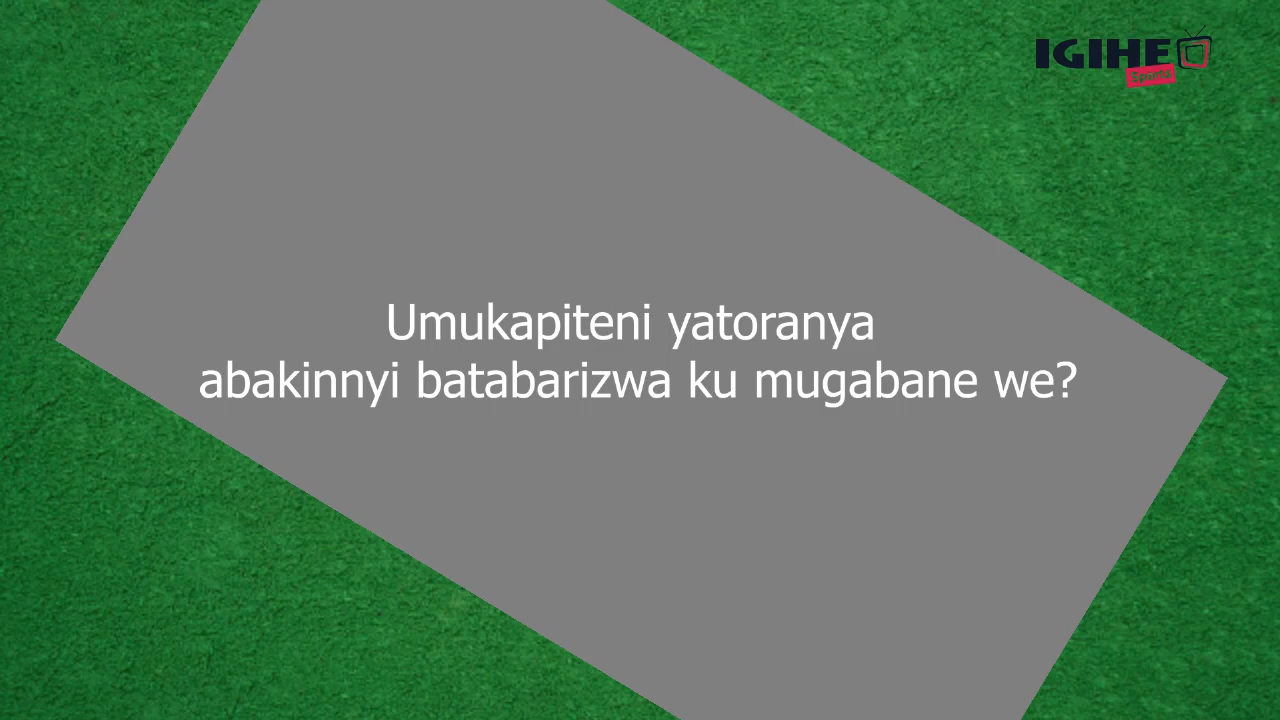 IGIHE
Sports
Umukapiteni yatoranya
abakinnyi batabarizwa ku mugabane we?